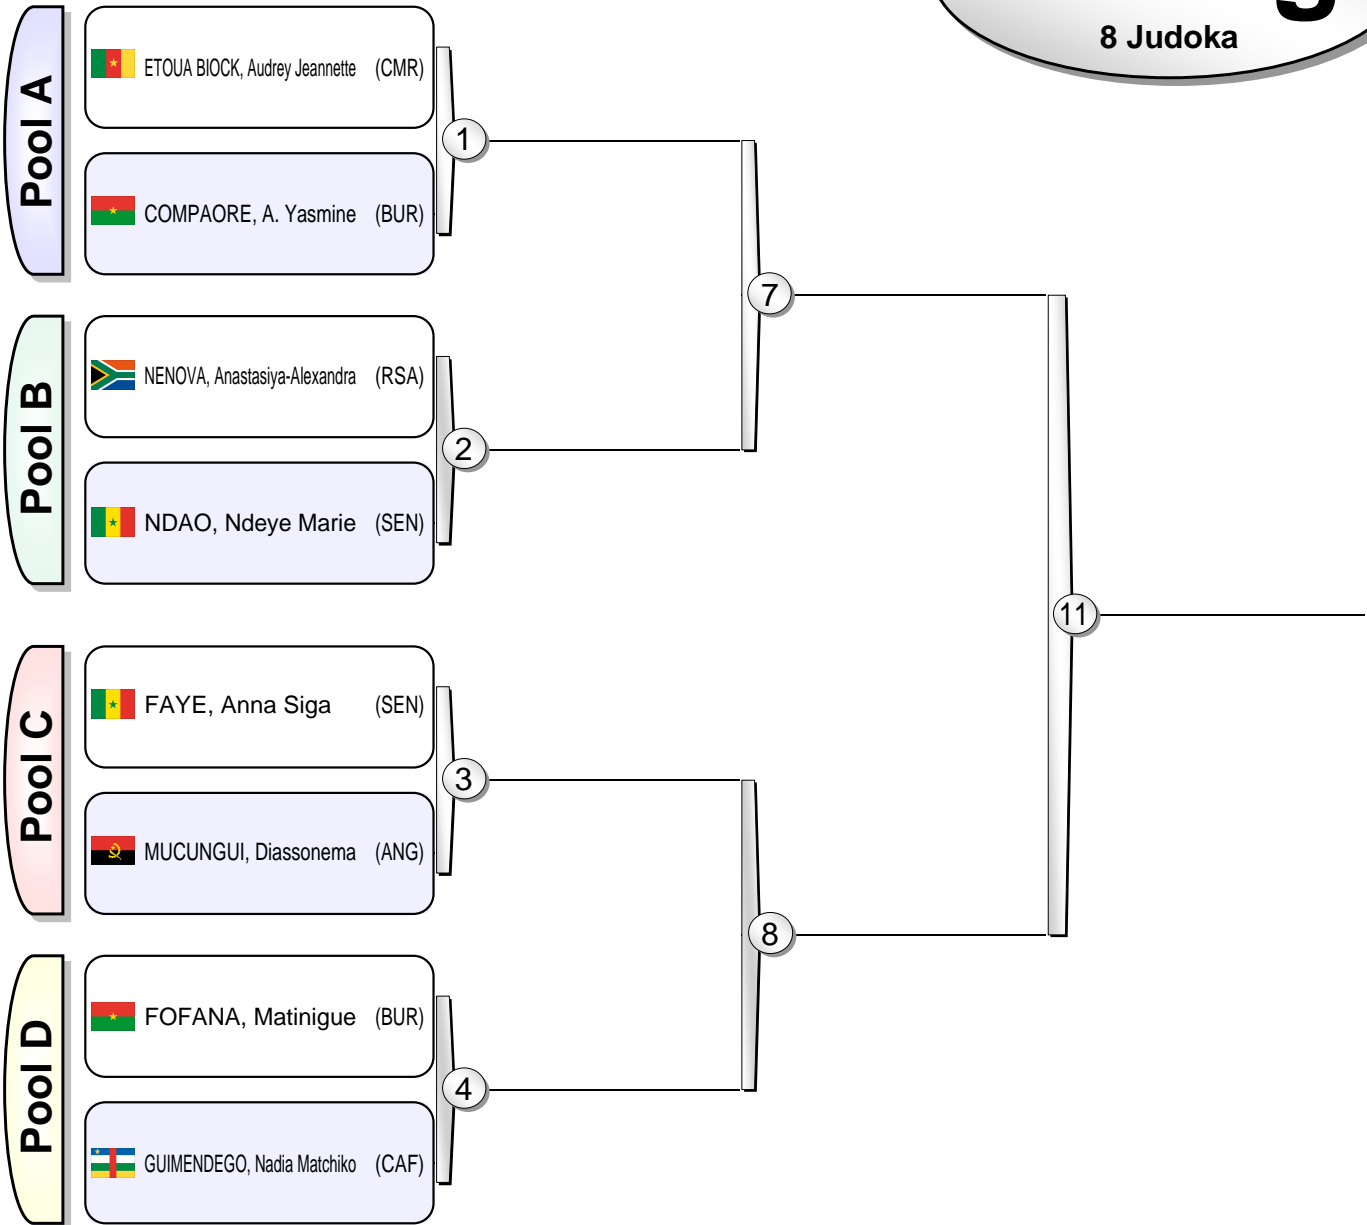 8 Judoka
Pool A
ETOUA BIOCK, Audrey Jeannette (CMR)
1
COMPAORE, A. Yasmine (BUR)
7
Pool B
NENOVA, Anastasiya-Alexandra (RSA)
2
NDAO, Ndeye Marie (SEN)
11
Pool C
FAYE, Anna Siga (SEN)
3
MUCUNGUI, Diassonema (ANG)
8
Pool D
FOFANA, Matinigue (BUR)
4
GUIMENDEGO, Nadia Matchiko (CAF)